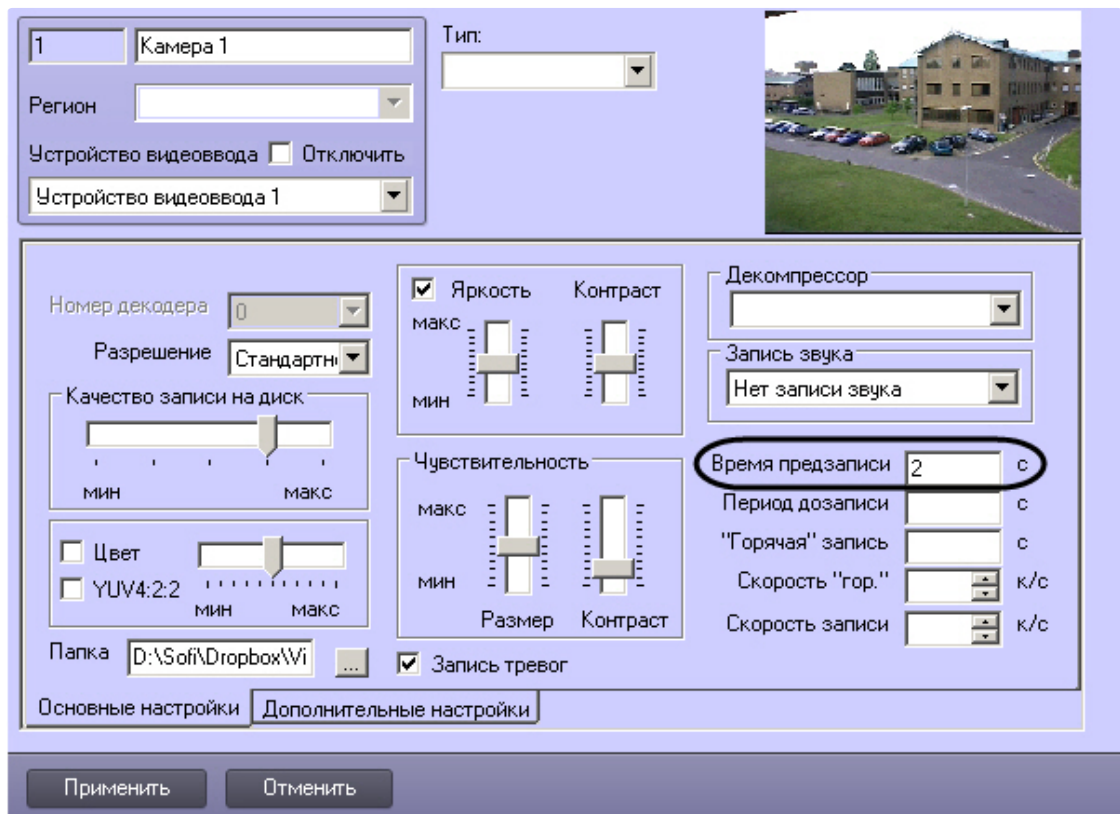 1
Камера 1
Тип:
Регион
Устройство видеоввода Отключить
Устройство видеоввода 1
Номер декодера 0
Разрешение Стандартн
Качество записи на диск
мин макс
Цвет
YUV4:2:2
мин макс
Папка D:\Sofi\Dropbox\Vi ...
Яркость Контраст
макс
мин
Чувствительность
макс
мин
Размер Контраст
Запись тревог
Декомпрессор
Запись звука
Нет записи звука
Время предзаписи 2 с
Период дозаписи с
"Горячая" запись с
Скорость "гор." к/с
Скорость записи к/с
Основные настройки Дополнительные настройки
Применить Отменить